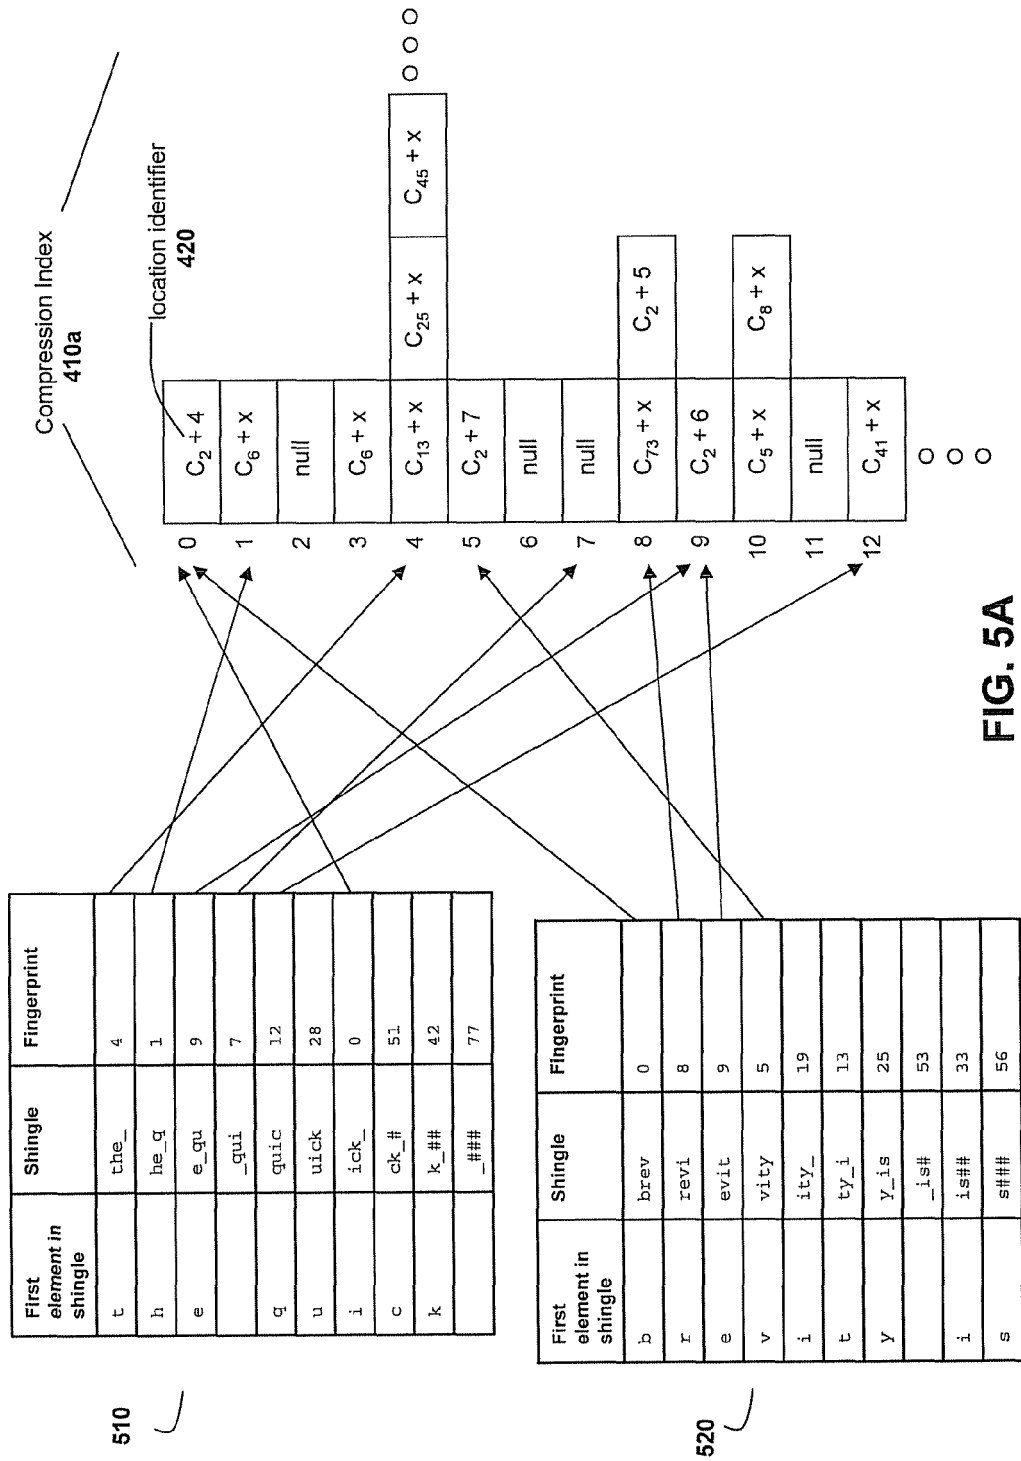 Compression Index
410a
location identifier
420
510
First element in shingle | Shingle | Fingerprint
t | the_ | 4
h | he_q | 1
e | e_qu | 9
 | _qui | 7
q | quic | 12
u | uick | 28
i | ick_ | 0
c | ck_# | 51
k | k_## | 42
 | _### | 77
520
First element in shingle | Shingle | Fingerprint
b | brev | 0
r | revi | 8
e | evit | 9
v | vity | 5
i | ity_ | 19
t | ty_i | 13
y | y_is | 25
 | _is# | 53
i | is## | 33
s | s### | 56
0 | C₂ + 4
1 | C₆ + x
2 | null
3 | C₆ + x
4 | C₁₃ + x | C₂₅ + x | C₄₅ + x
5 | C₂ + 7
6 | null
7 | null
8 | C₇₃ + x | C₂ + 5
9 | C₂ + 6
10 | C₅ + x | C₈ + x
11 | null
12 | C₄₁ + x
FIG. 5A